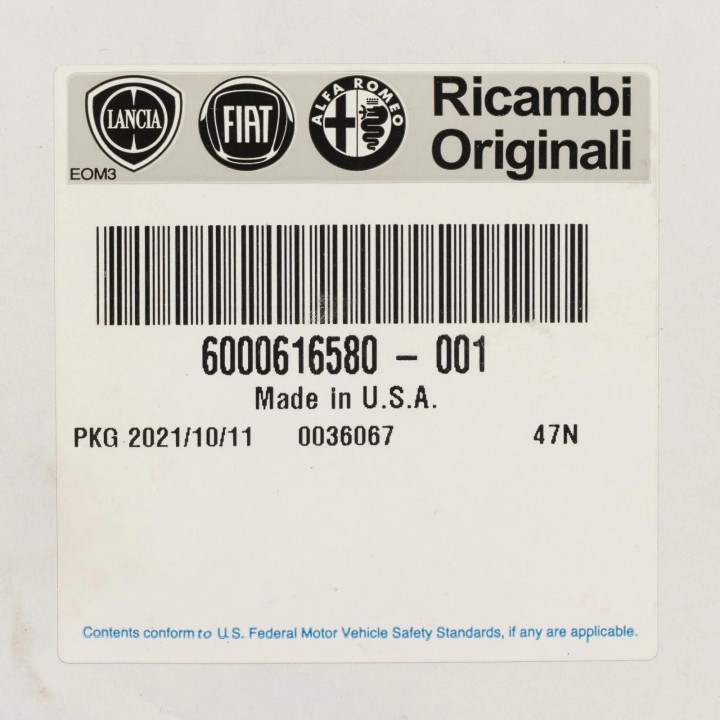 LANCIA
FIAT
ALFA ROMEO
Ricambi
Originali
EOM3
6000616580 - 001
Made in U.S.A.
PKG 2021/10/11 0036067 47N
Contents conform to U.S. Federal Motor Vehicle Safety Standards, if any are applicable.